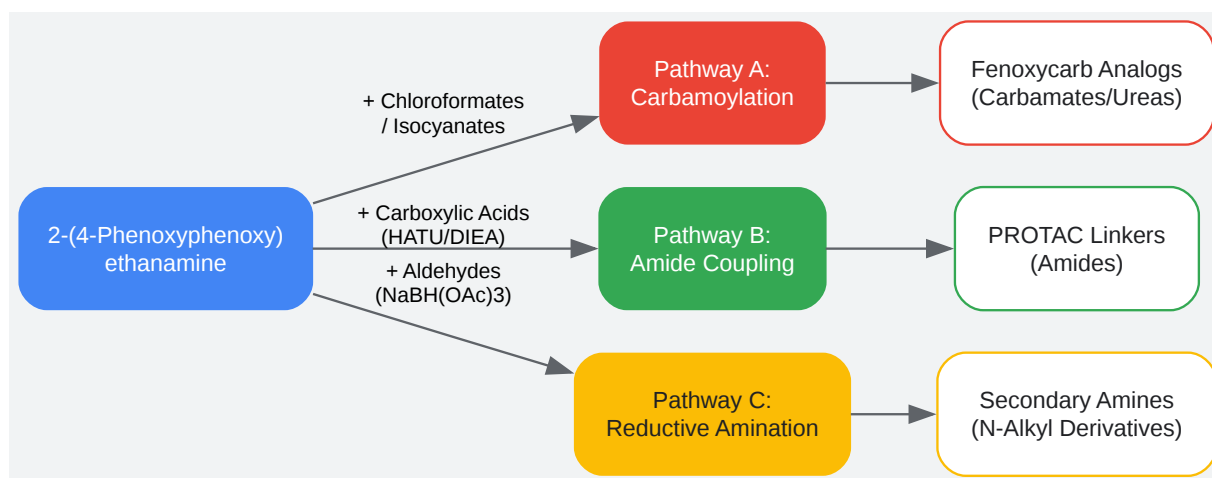 2-(4-Phenoxyphenoxy)
ethanamine
+ Chloroformates
/ Isocyanates
Pathway A:
Carbamoylation
Fenoxycarb Analogs
(Carbamates/Ureas)
+ Carboxylic Acids
(HATU/DIEA)
Pathway B:
Amide Coupling
PROTAC Linkers
(Amides)
+ Aldehydes
(NaBH(OAc)3)
Pathway C:
Reductive Amination
Secondary Amines
(N-Alkyl Derivatives)